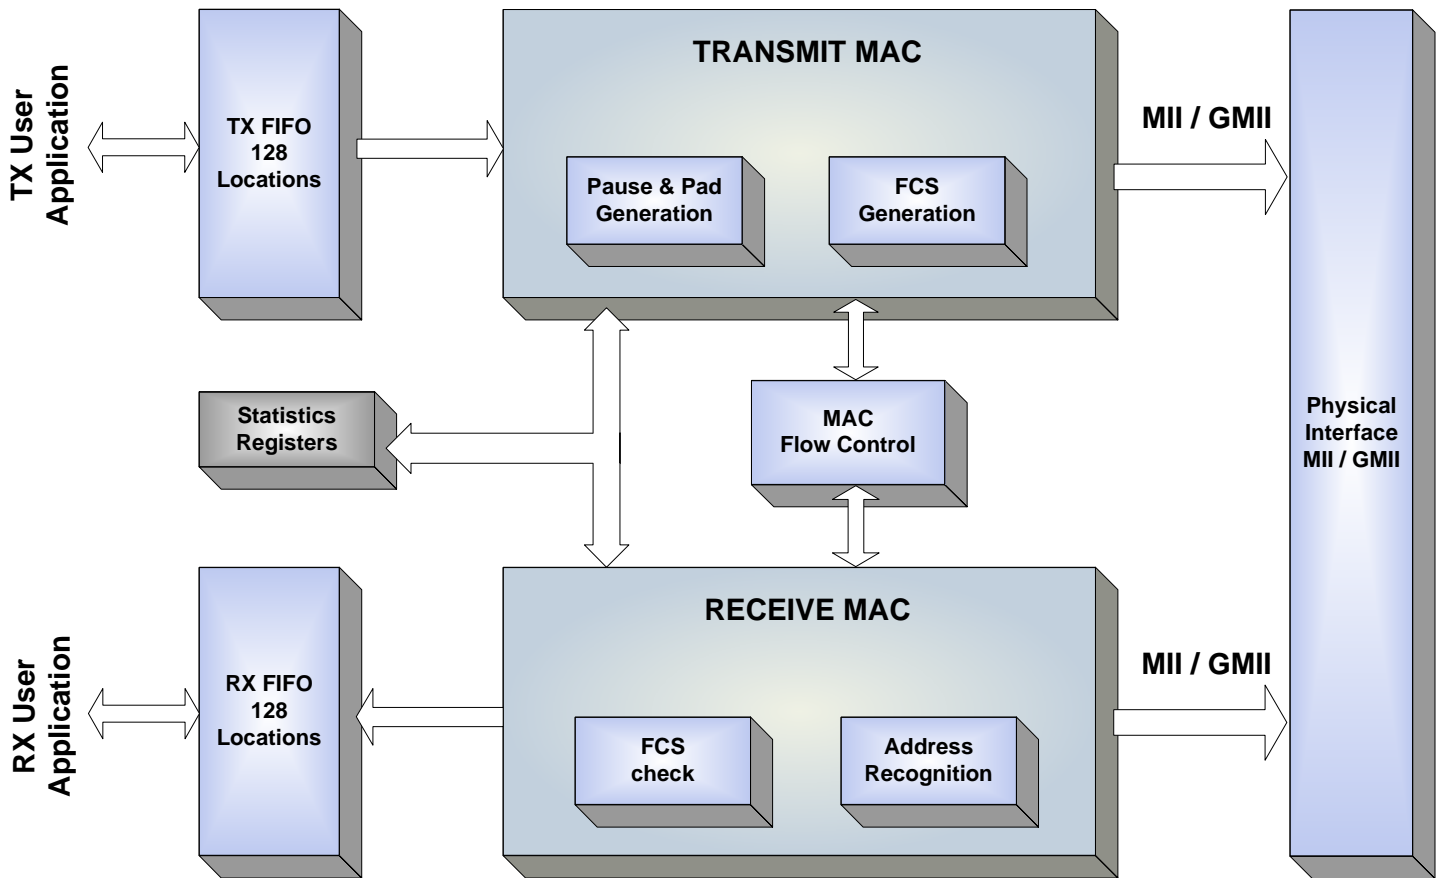 TRANSMIT MAC
TX User
Application
TX FIFO
128
Locations
Pause & Pad
Generation
FCS
Generation
MII / GMII
Statistics
Registers
MAC
Flow Control
Physical
Interface
MII / GMII
RECEIVE MAC
RX User
Application
RX FIFO
128
Locations
FCS
check
Address
Recognition
MII / GMII